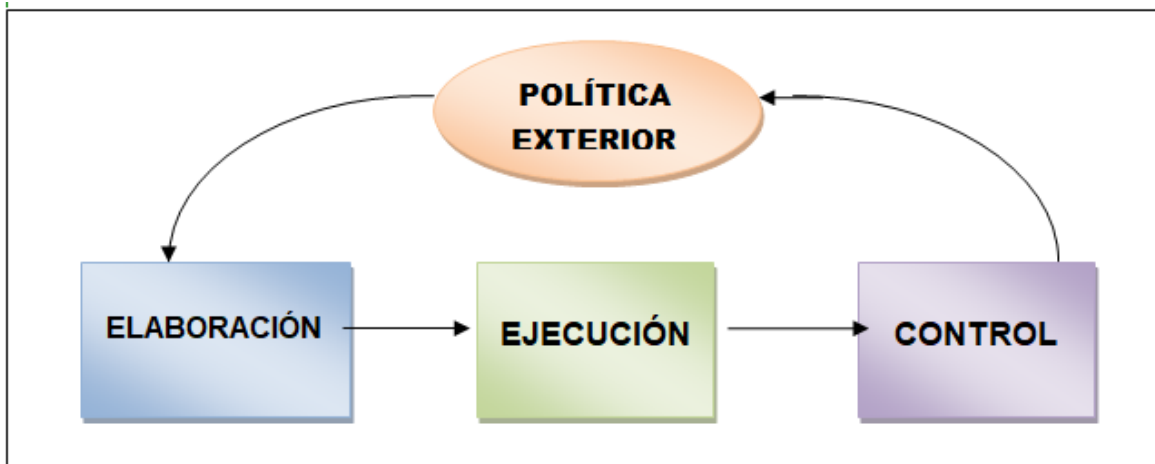 POLÍTICA
EXTERIOR
ELABORACIÓN
EJECUCIÓN
CONTROL